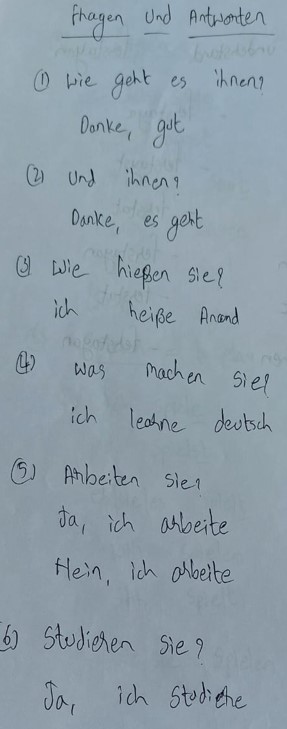 Fragen und Antworten
(1) Wie geht es ihnen?
Danke, gut
(2) Und ihnen?
Danke, es geht
(3) Wie hießen sie?
ich heiße Anand
(4) Was machen sie?
ich learne deutsch
(5) Arbeiten sie?
Ja, ich arbeite
Nein, ich arbeite
(6) Studieren sie?
Ja, ich studiere